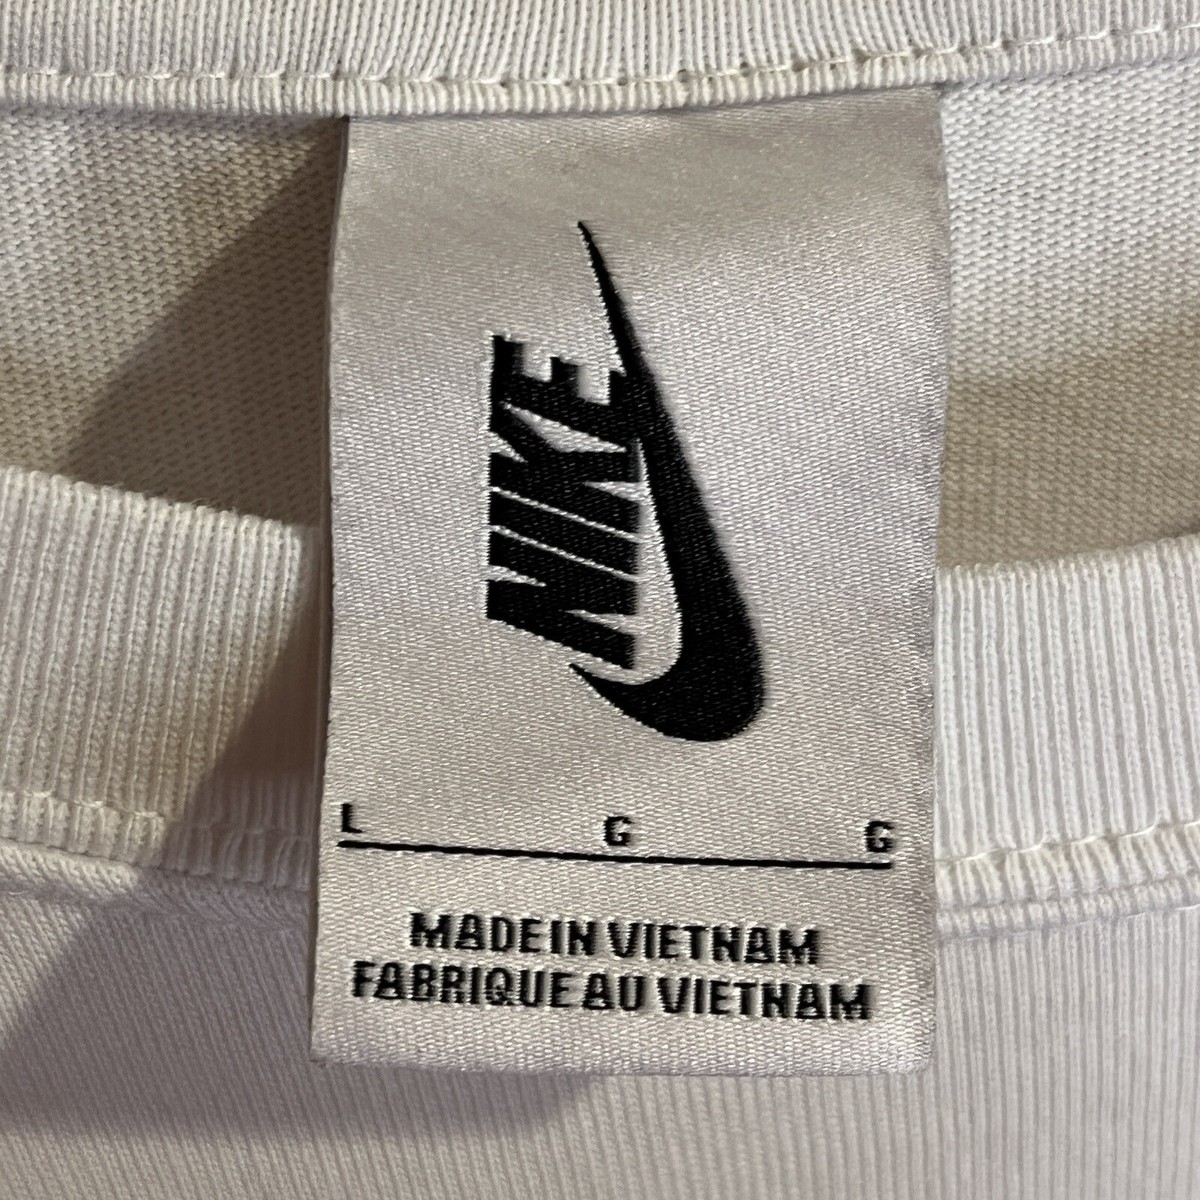 NIKE
L G G
MADE IN VIETNAM
FABRIQUE AU VIETNAM